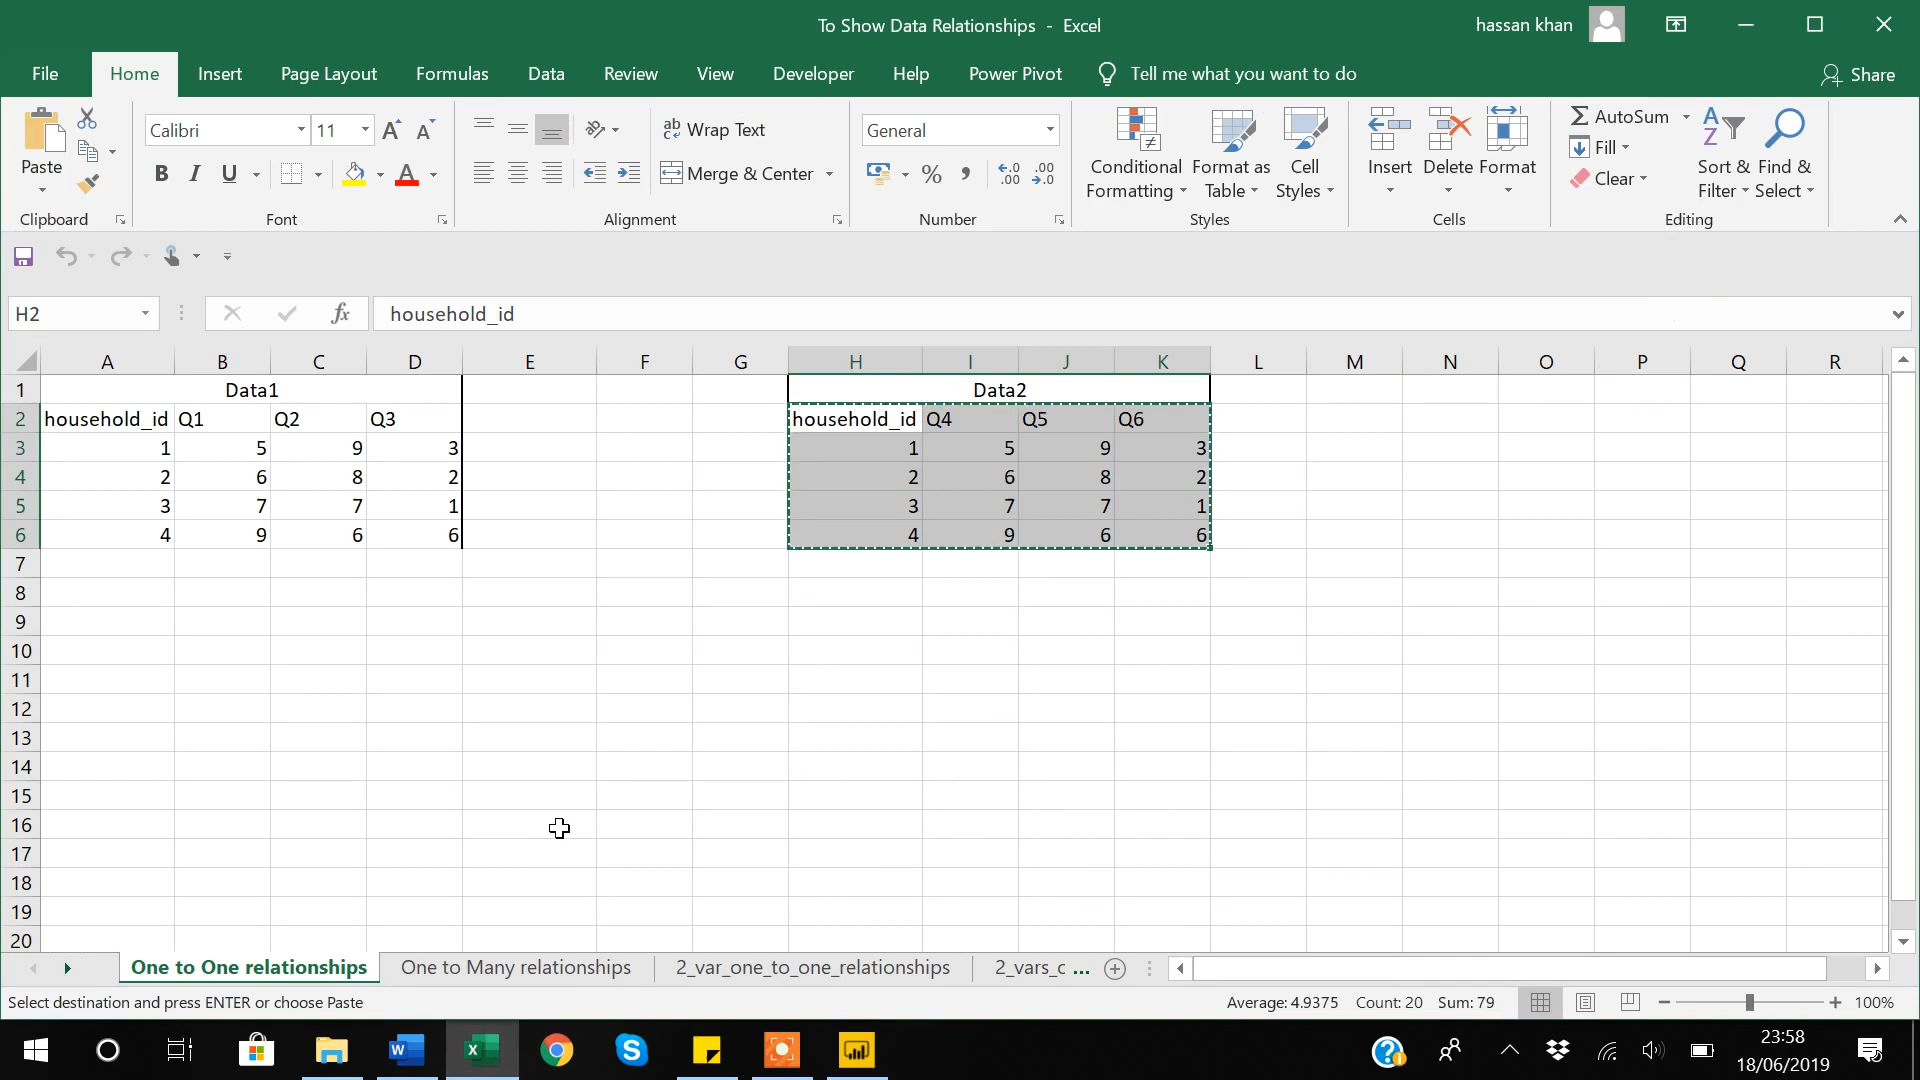 To Show Data Relationships - Excel
hassan khan
File Home Insert Page Layout Formulas Data Review View Developer Help Power Pivot Tell me what you want to do Share
Calibri 11 Wrap Text General AutoSum
Paste Conditional Format as Cell Insert Delete Format Fill Sort & Find &
B I U A Merge & Center % , Formatting Table Styles Clear Filter Select
Clipboard Font Alignment Number Styles Cells Editing
H2 fx household_id
A B C D E F G H I J K L M N O P Q R
1 Data1 Data2
2 household_id Q1 Q2 Q3 household_id Q4 Q5 Q6
3 1 5 9 3 1 5 9 3
4 2 6 8 2 2 6 8 2
5 3 7 7 1 3 7 7 1
6 4 9 6 6 4 9 6 6
7
8
9
10
11
12
13
14
15
16
17
18
19
20
One to One relationships One to Many relationships 2_var_one_to_one_relationships 2_vars_c ...
Select destination and press ENTER or choose Paste Average: 4.9375 Count: 20 Sum: 79 100%
23:58
18/06/2019